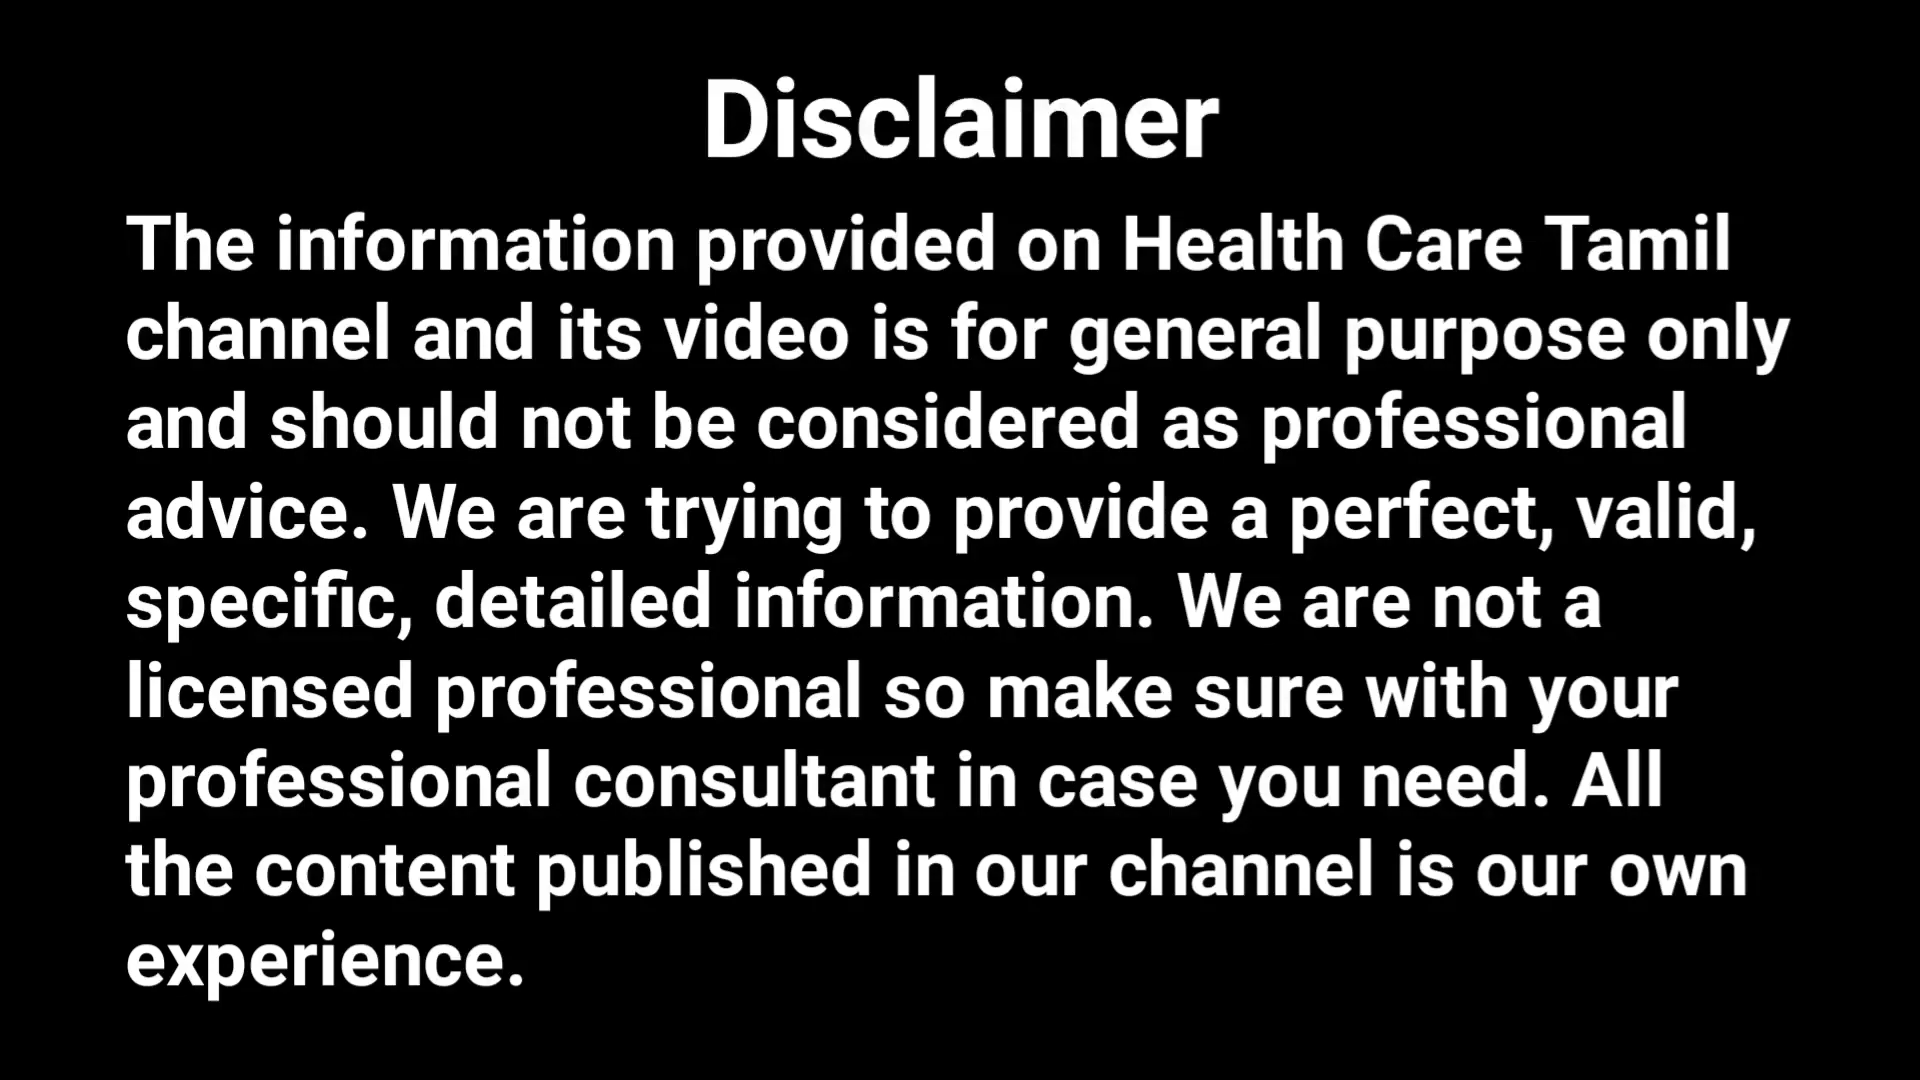 Disclaimer
The information provided on Health Care Tamil
channel and its video is for general purpose only
and should not be considered as professional
advice. We are trying to provide a perfect, valid,
specific, detailed information. We are not a
licensed professional so make sure with your
professional consultant in case you need. All
the content published in our channel is our own
experience.